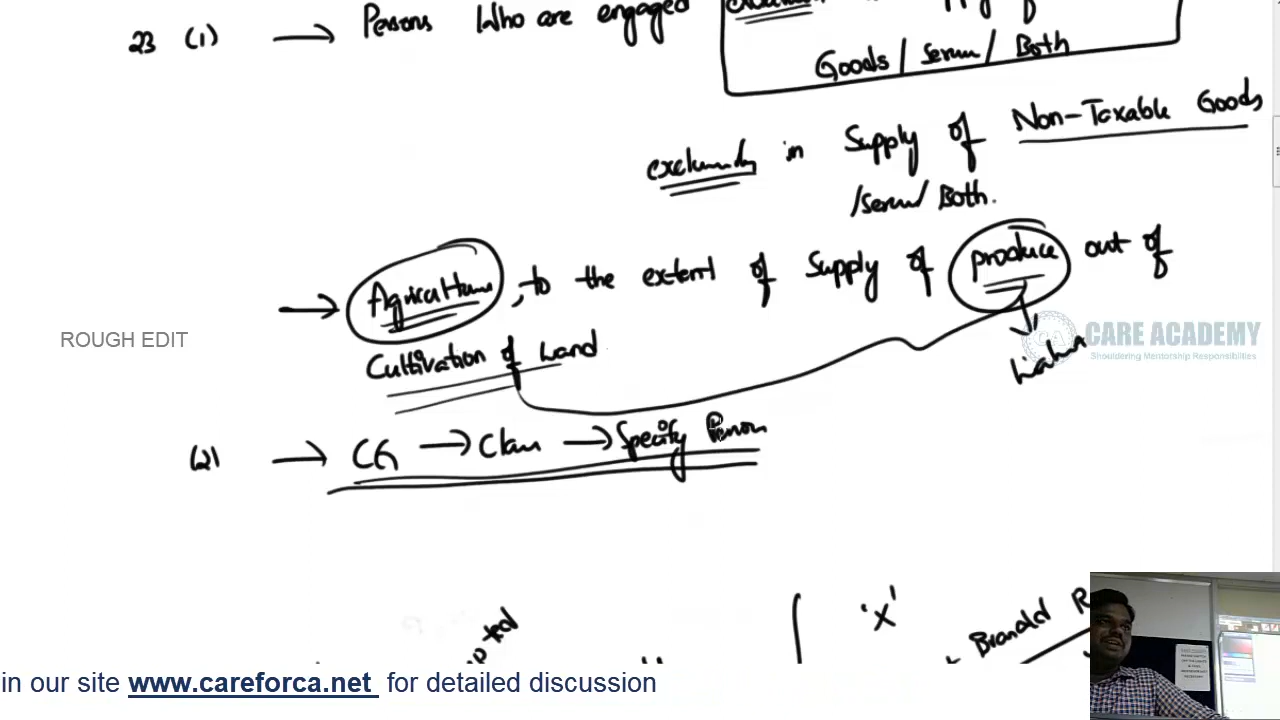 23 (1) → Persons Who are engaged
Goods / Services / Both
exclusively in Supply of Non-Taxable Goods
/Services/ Both.
→ Agriculturist, to the extent of Supply of produce out of
Cultivation of Land
CARE ACADEMY
Shouldering Mentorship Responsibilities
ROUGH EDIT
(2) → CG → Class → Specify Person
'X'
Branded R
in our site www.careforca.net for detailed discussion